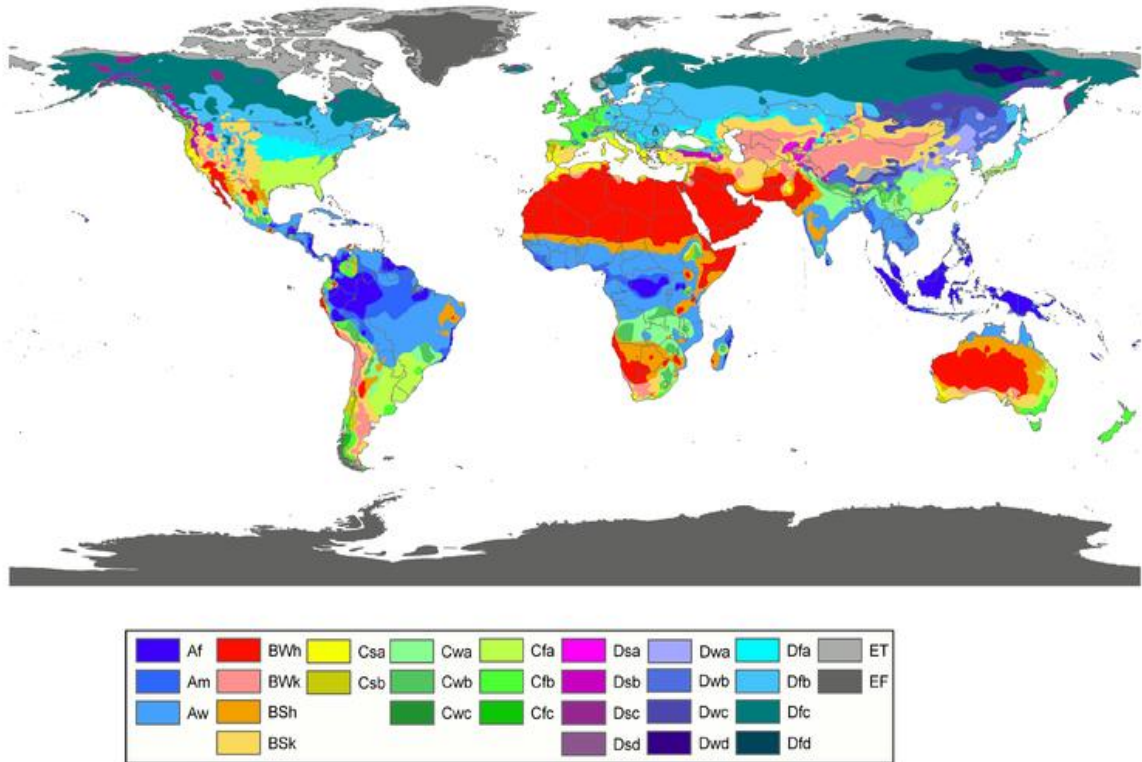 Af BWh Csa Cwa Cfa Dsa Dwa Dfa ET
Am BWk Csb Cwb Cfb Dsb Dwb Dfb EF
Aw BSh Cwc Cfc Dsc Dwc Dfc
BSk Dsd Dwd Dfd